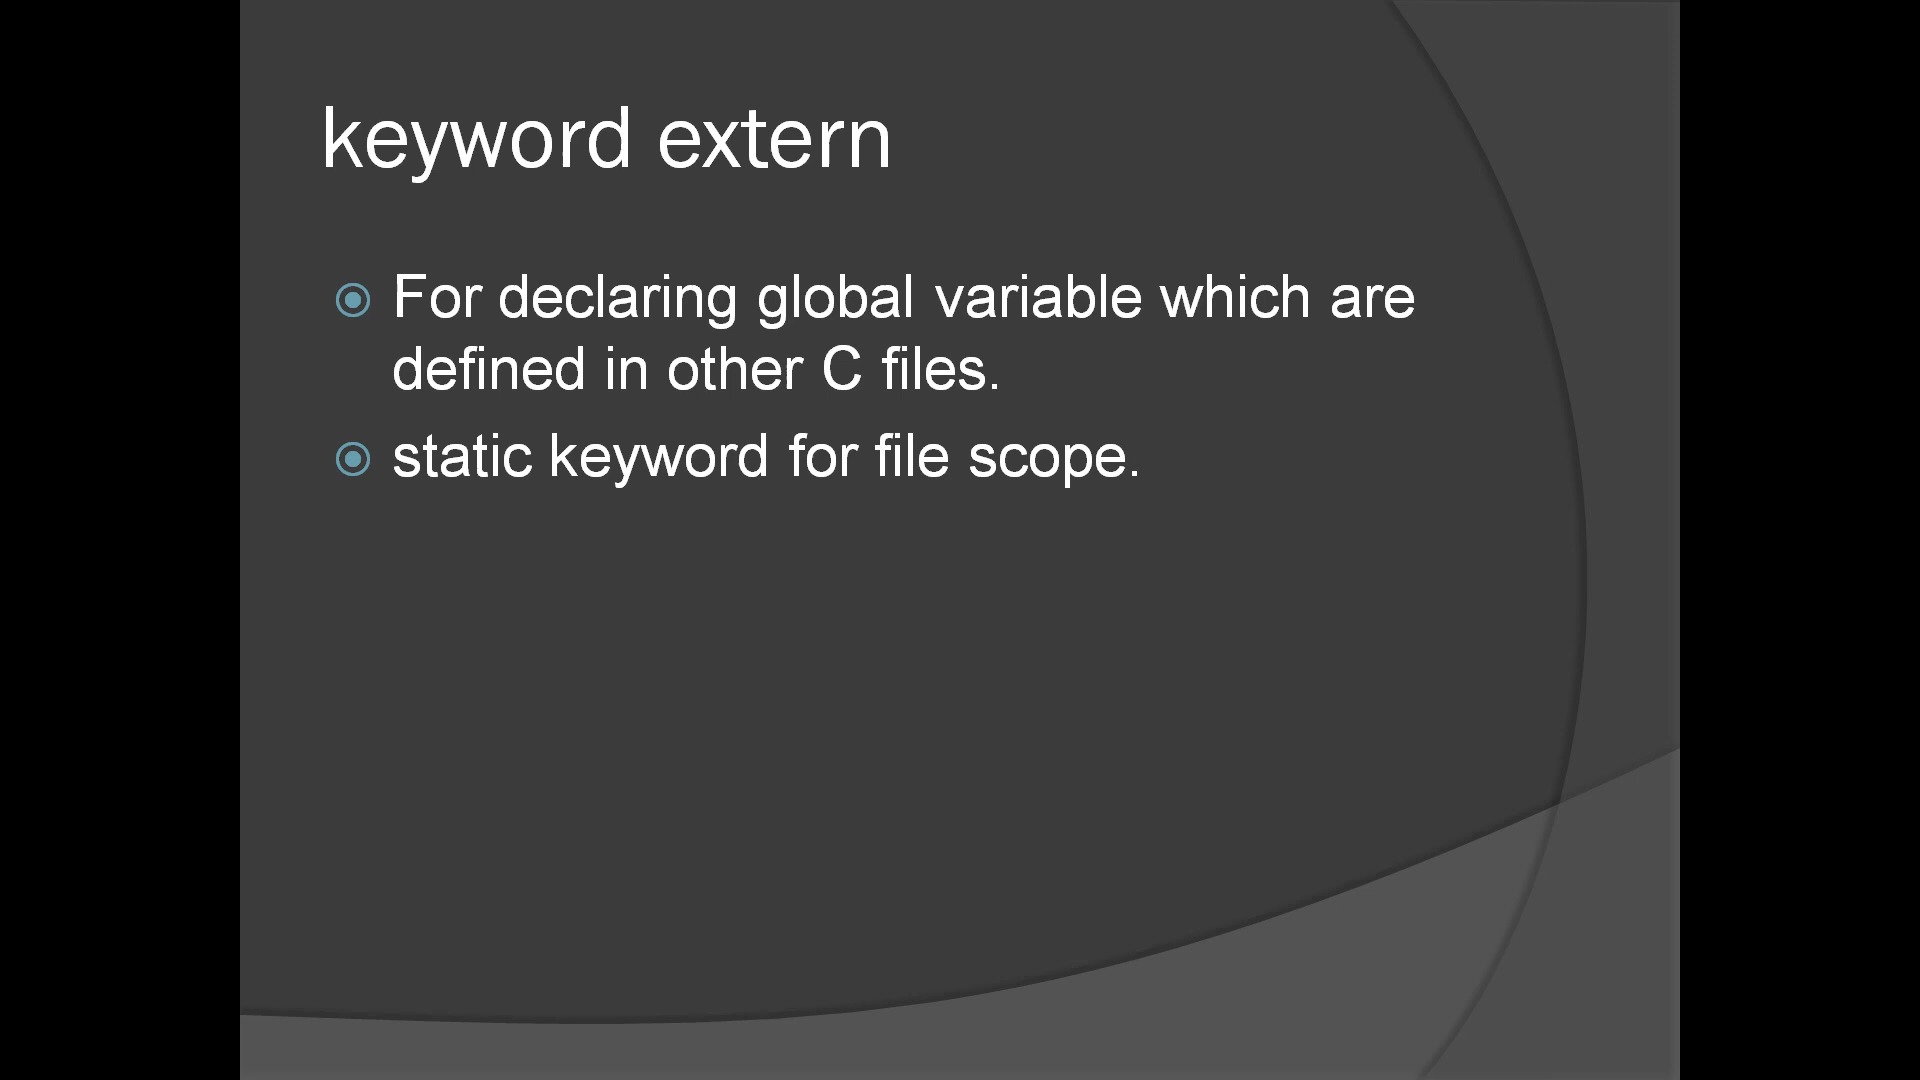 keyword extern
For declaring global variable which are
defined in other C files.
static keyword for file scope.